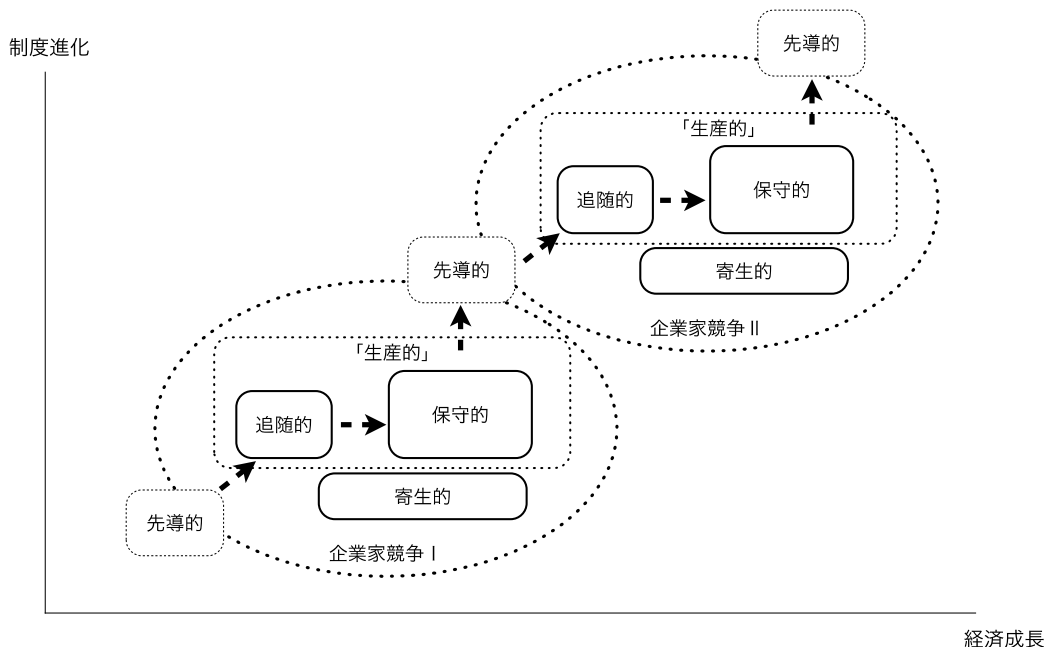 先導的
制度進化
「生産的」
追随的
保守的
先導的
寄生的
企業家競争Ⅱ
「生産的」
追随的
保守的
寄生的
先導的
企業家競争Ⅰ
経済成長